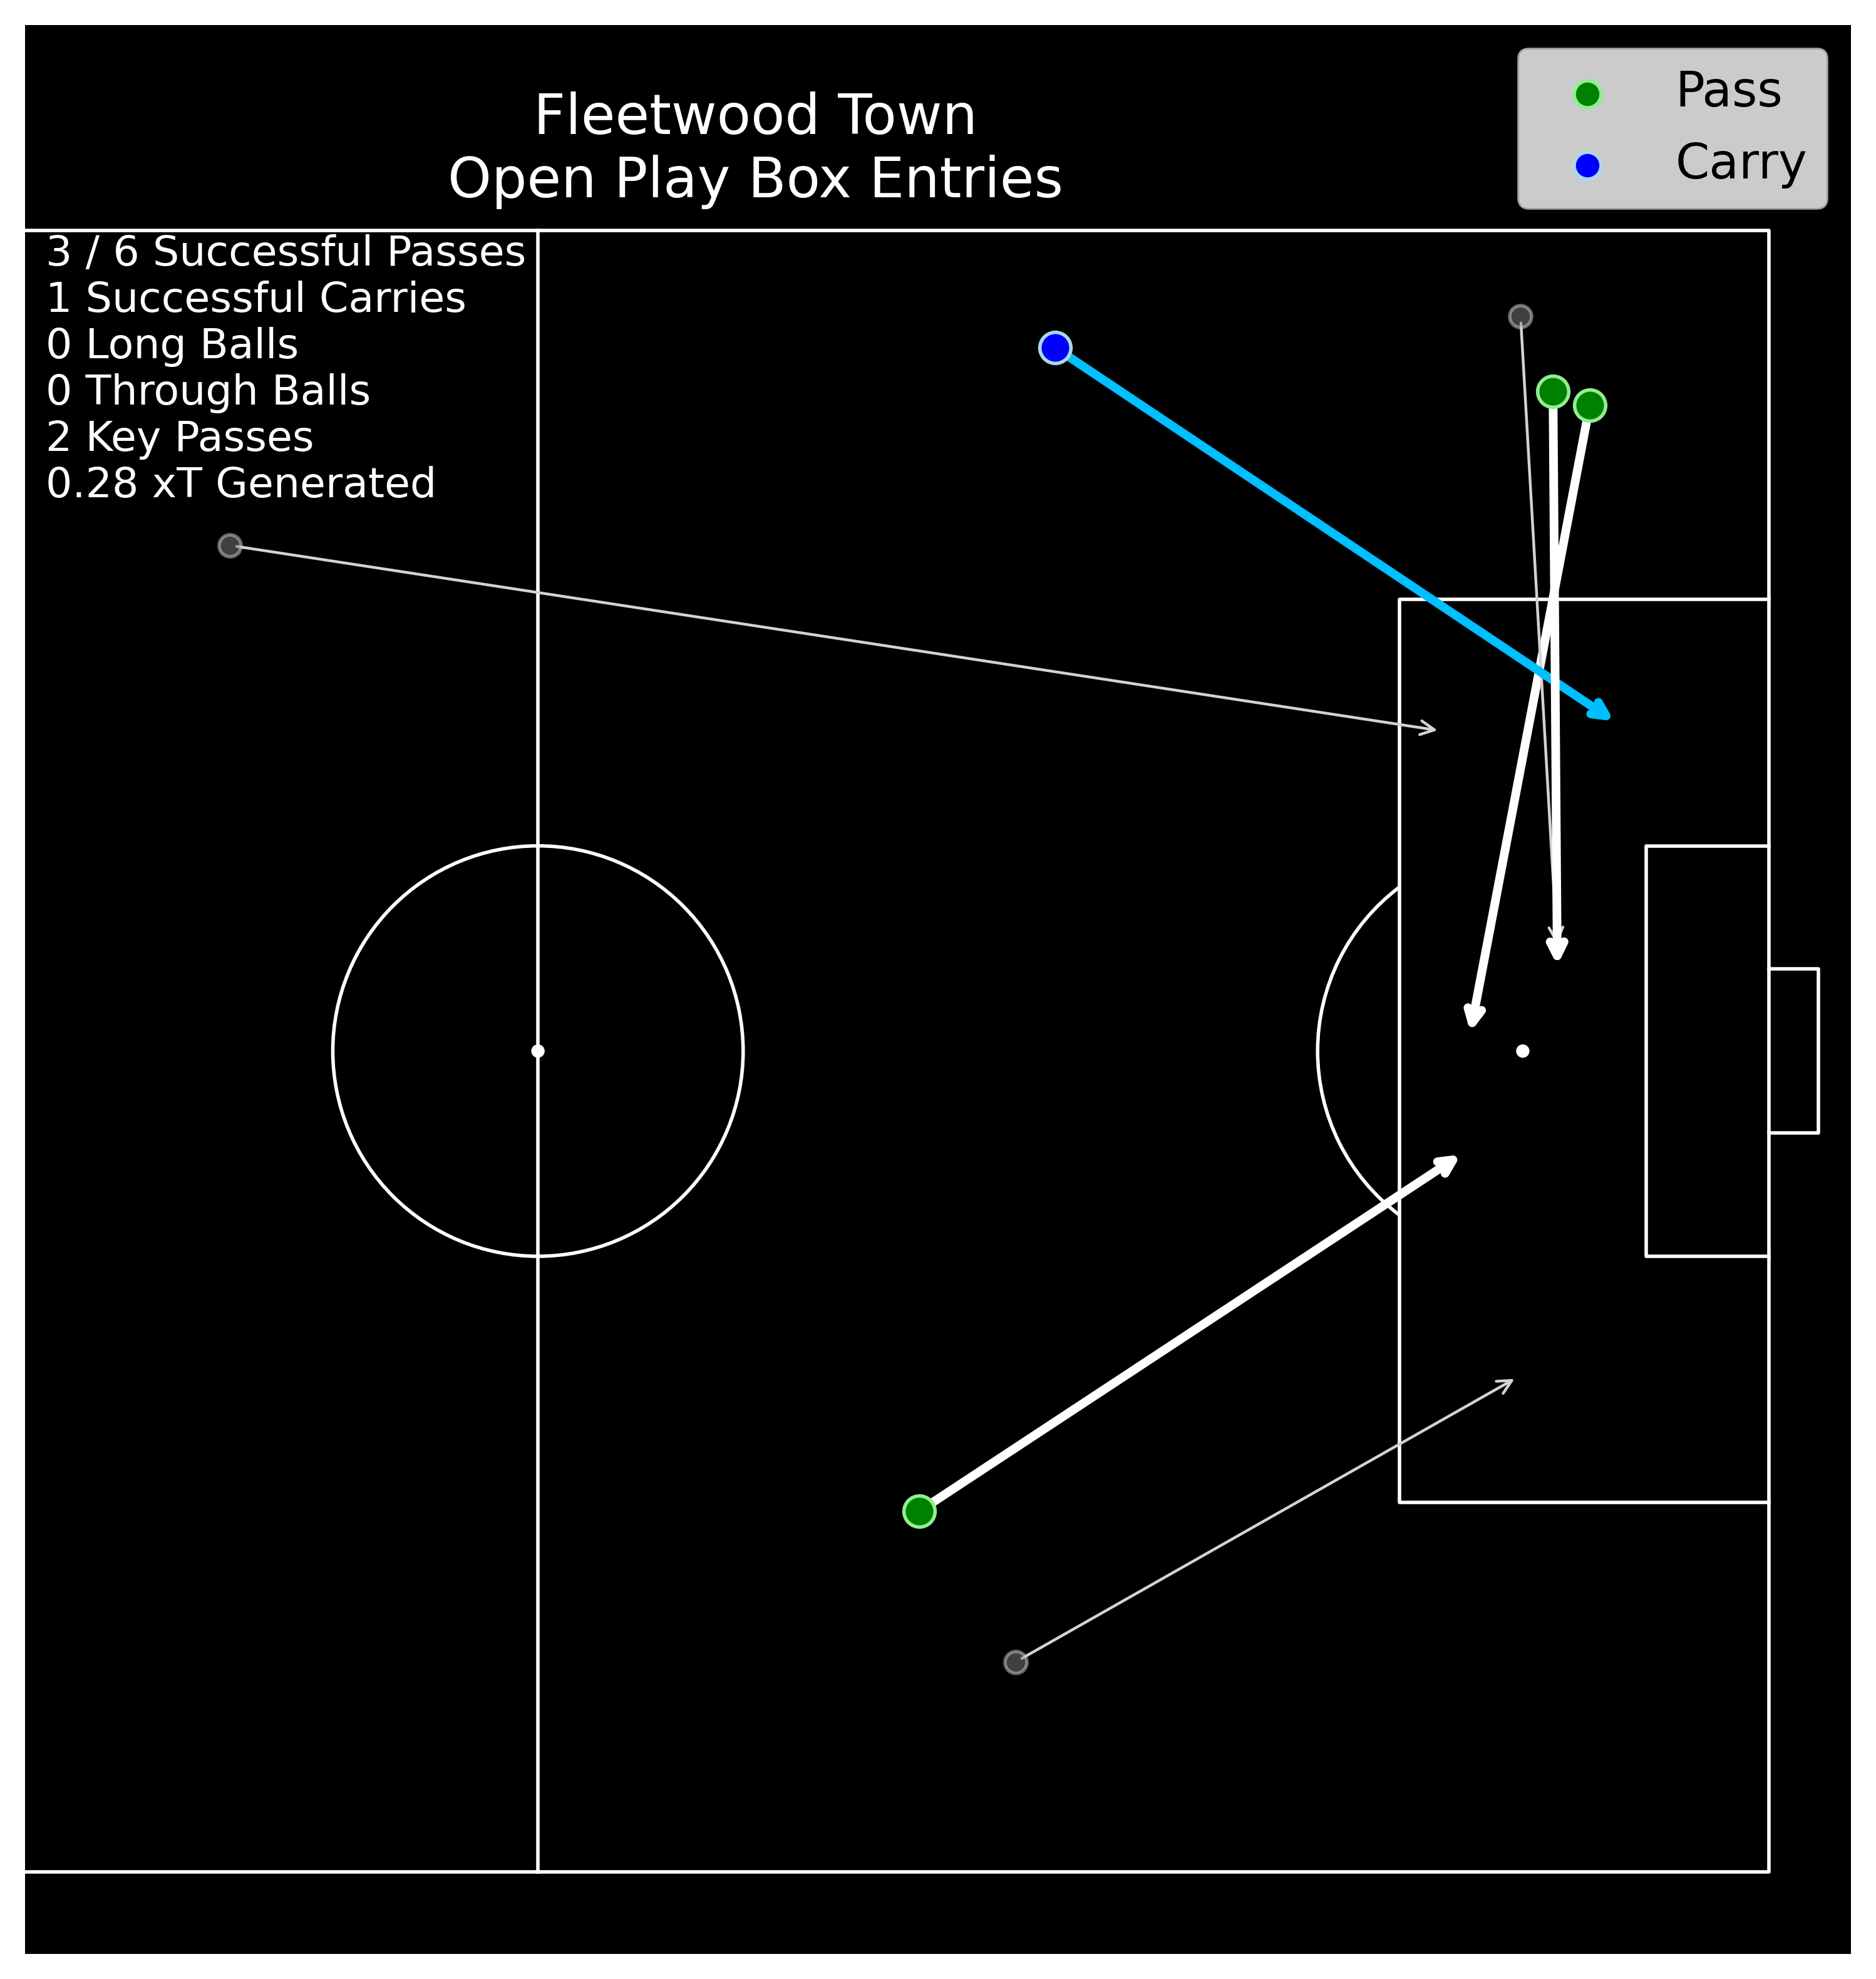 Fleetwood Town
Open Play Box Entries
Pass
Carry
3 / 6 Successful Passes
1 Successful Carries
0 Long Balls
0 Through Balls
2 Key Passes
0.28 xT Generated